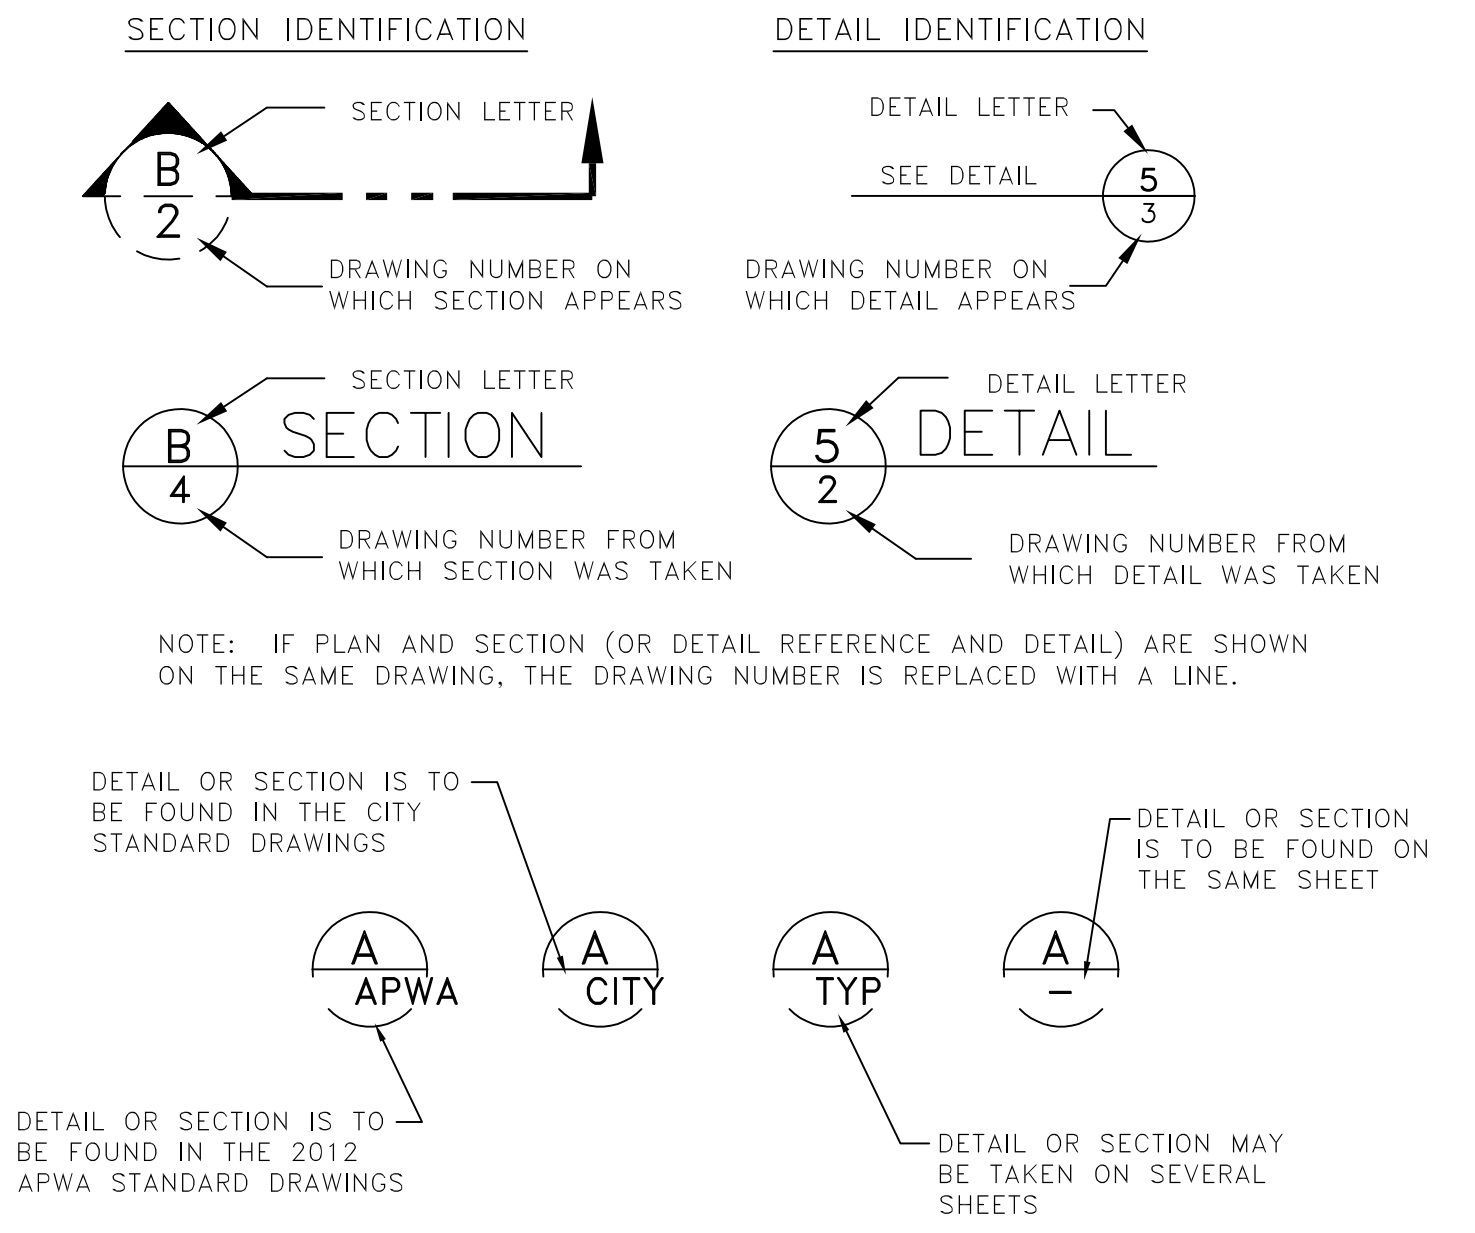 SECTION IDENTIFICATION
SECTION LETTER
B
2
DRAWING NUMBER ON
WHICH SECTION APPEARS
SECTION LETTER
B
SECTION
4
DRAWING NUMBER FROM
WHICH SECTION WAS TAKEN
DETAIL IDENTIFICATION
DETAIL LETTER
SEE DETAIL
5
3
DRAWING NUMBER ON
WHICH DETAIL APPEARS
DETAIL LETTER
5
DETAIL
2
DRAWING NUMBER FROM
WHICH DETAIL WAS TAKEN
NOTE: IF PLAN AND SECTION (OR DETAIL REFERENCE AND DETAIL) ARE SHOWN
ON THE SAME DRAWING, THE DRAWING NUMBER IS REPLACED WITH A LINE.
DETAIL OR SECTION IS TO
BE FOUND IN THE CITY
STANDARD DRAWINGS
DETAIL OR SECTION
IS TO BE FOUND ON
THE SAME SHEET
A
APWA
A
CITY
A
TYP
A
–
DETAIL OR SECTION IS TO
BE FOUND IN THE 2012
APWA STANDARD DRAWINGS
DETAIL OR SECTION MAY
BE TAKEN ON SEVERAL
SHEETS